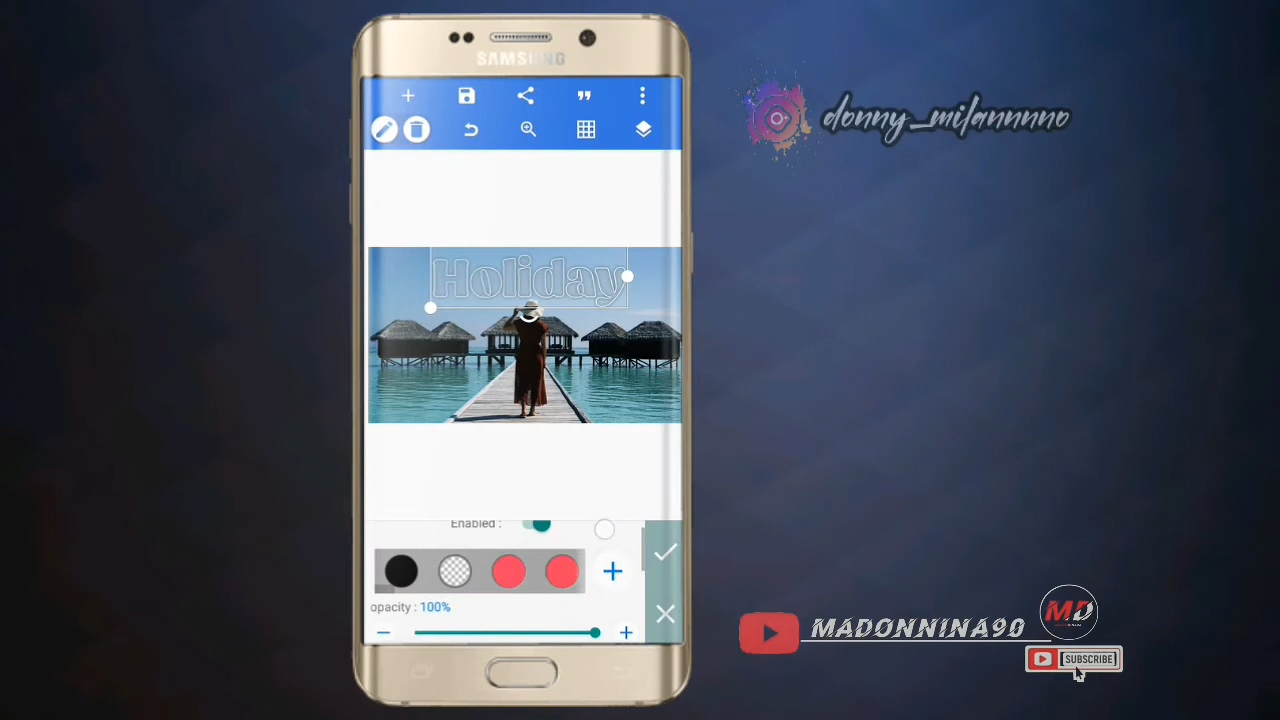 SAMSUNG
donny_milannnno
Holiday
Enabled :
opacity : 100%
MADONNINA90
MD
SUBSCRIBE